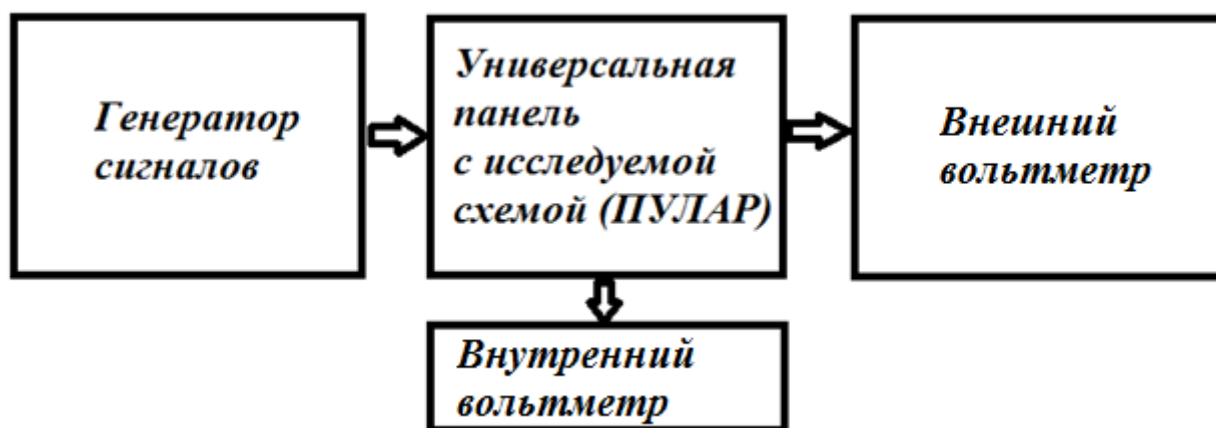 Генератор
сигналов
Универсальная
панель
с исследуемой
схемой (ПУЛАР)
Внешний
вольтметр
Внутренний
вольтметр